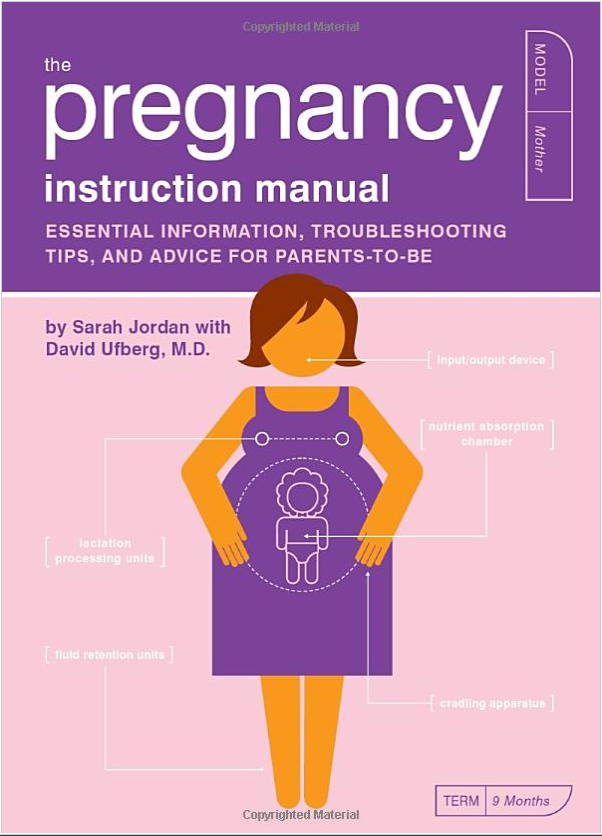 Copyrighted Material
the
pregnancy
instruction manual
ESSENTIAL INFORMATION, TROUBLESHOOTING
TIPS, AND ADVICE FOR PARENTS-TO-BE
MODEL
Mother
by Sarah Jordan with
David Ufberg, M.D.
[ input/output device ]
[ nutrient absorption
chamber ]
[ lactation
processing units ]
[ fluid retention units ]
[ cradling apparatus ]
TERM 9 Months
Copyrighted Material